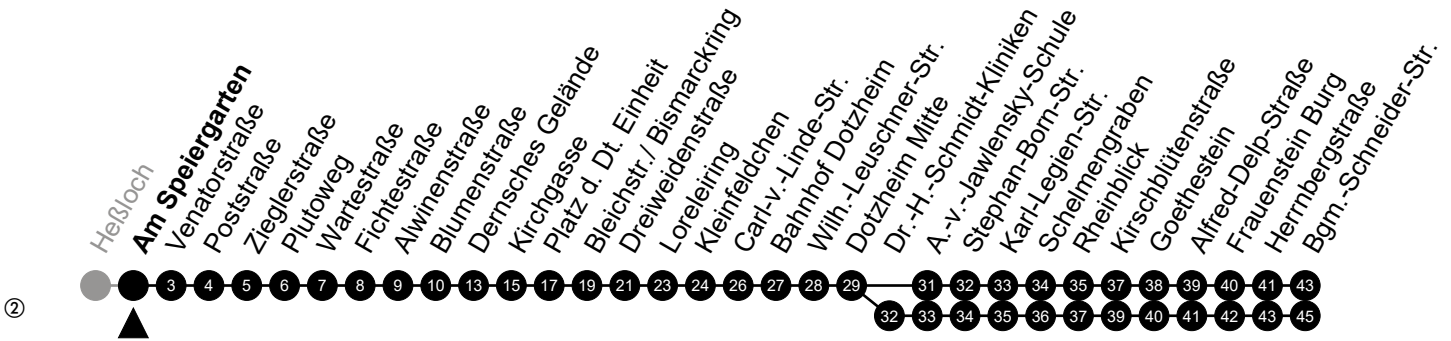 Heßloch
Am Speiergarten
Venatorstraße
Poststraße
Zieglerstraße
Plutoweg
Wartestraße
Fichtestraße
Alwinenstraße
Blumenstraße
Dernsches Gelände
Kirchgasse
Platz d. Dt. Einheit
Bleichstr./ Bismarckring
Dreiweidenstraße
Loreleiring
Kleinfeldchen
Carl-v.-Linde-Str.
Bahnhof Dotzheim
Wilh.-Leuschner-Str.
Dotzheim Mitte
Dr.-H.-Schmidt-Kliniken
A.-v.-Jawlensky-Schule
Stephan-Born-Str.
Karl-Legien-Str.
Schelmengraben
Rheinblick
Kirschblütenstraße
Goethestein
Alfred-Delp-Straße
Frauenstein Burg
Herrnbergstraße
Bgm.-Schneider-Str.
3 4 5 6 7 8 9 10 13 15 17 19 21 23 24 26 27 28 29 31 32 33 34 35 37 38 39 40 41 43
② 32 33 34 35 36 37 39 40 41 42 43 45